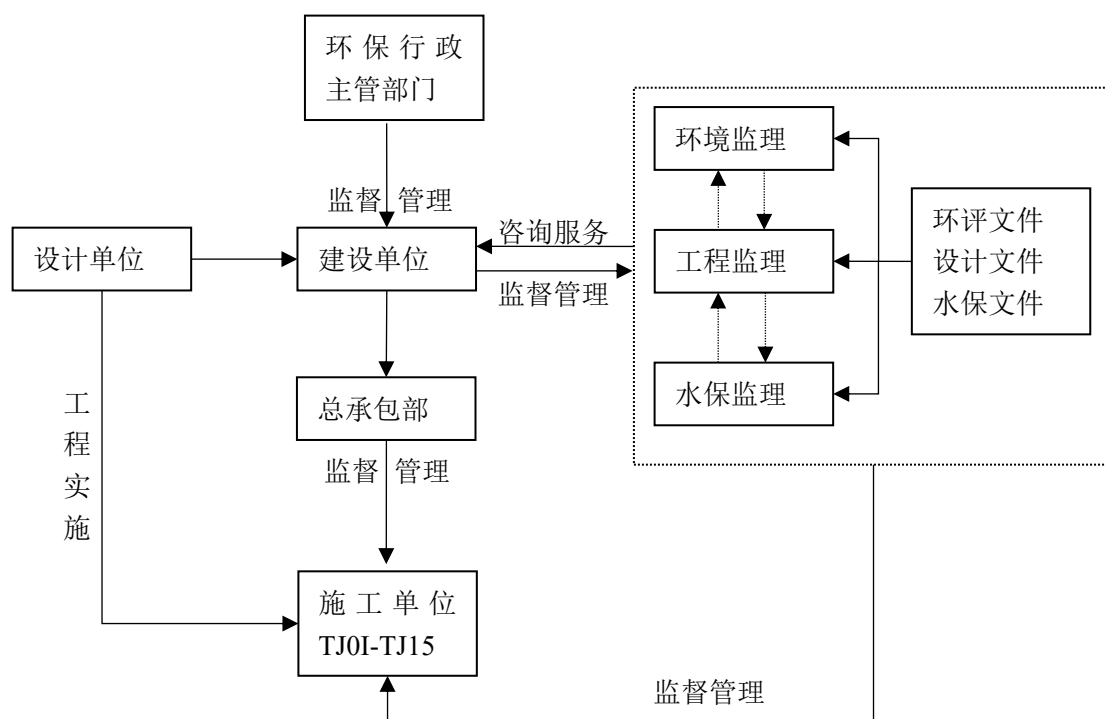 环保行政
主管部门
监督 管理
设计单位
建设单位
咨询服务
监督管理
环境监理
工程监理
水保监理
环评文件
设计文件
水保文件
总承包部
监督 管理
工程实施
施工单位
TJ0I-TJ15
监督管理